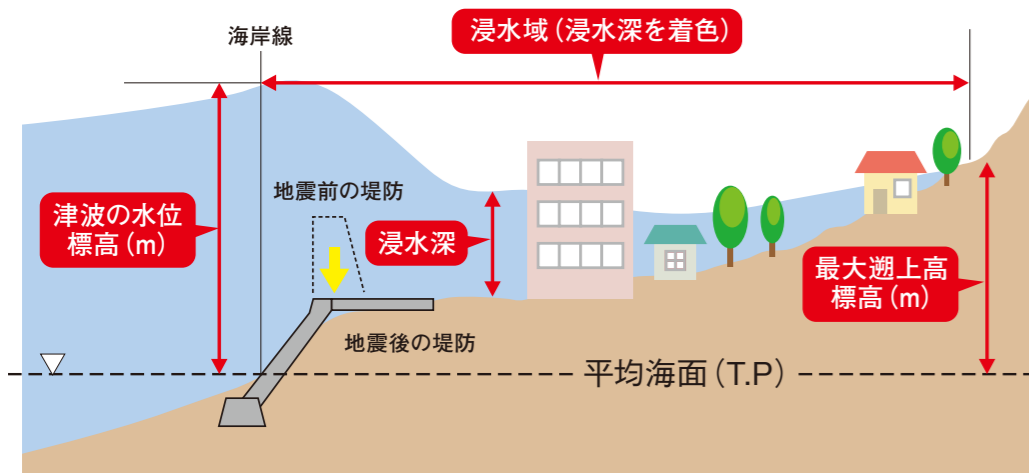 浸水域（浸水深を着色）
海岸線
地震前の堤防
津波の水位
標高（m）
浸水深
最大遡上高
標高（m）
地震後の堤防
平均海面（T.P）